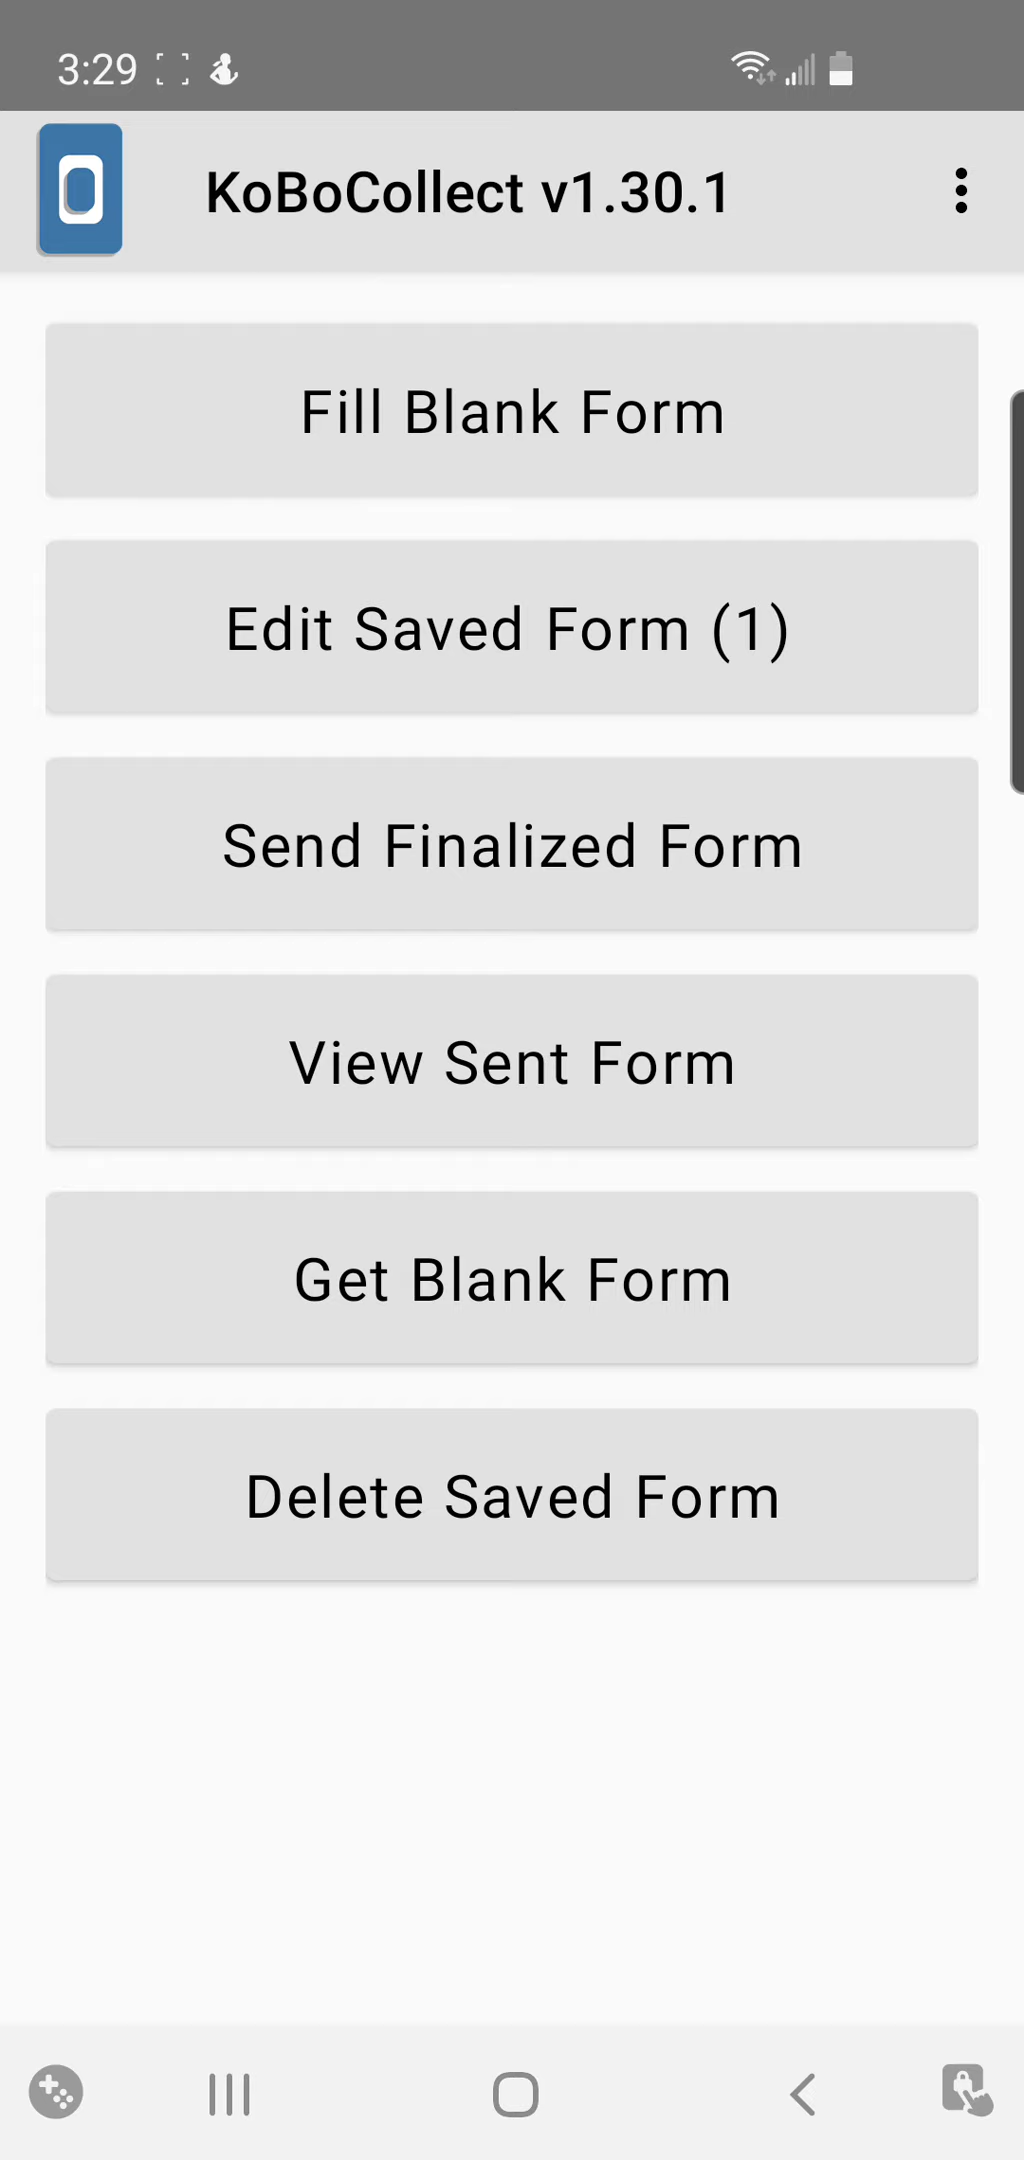 3:29
KoBoCollect v1.30.1
Fill Blank Form
Edit Saved Form (1)
Send Finalized Form
View Sent Form
Get Blank Form
Delete Saved Form